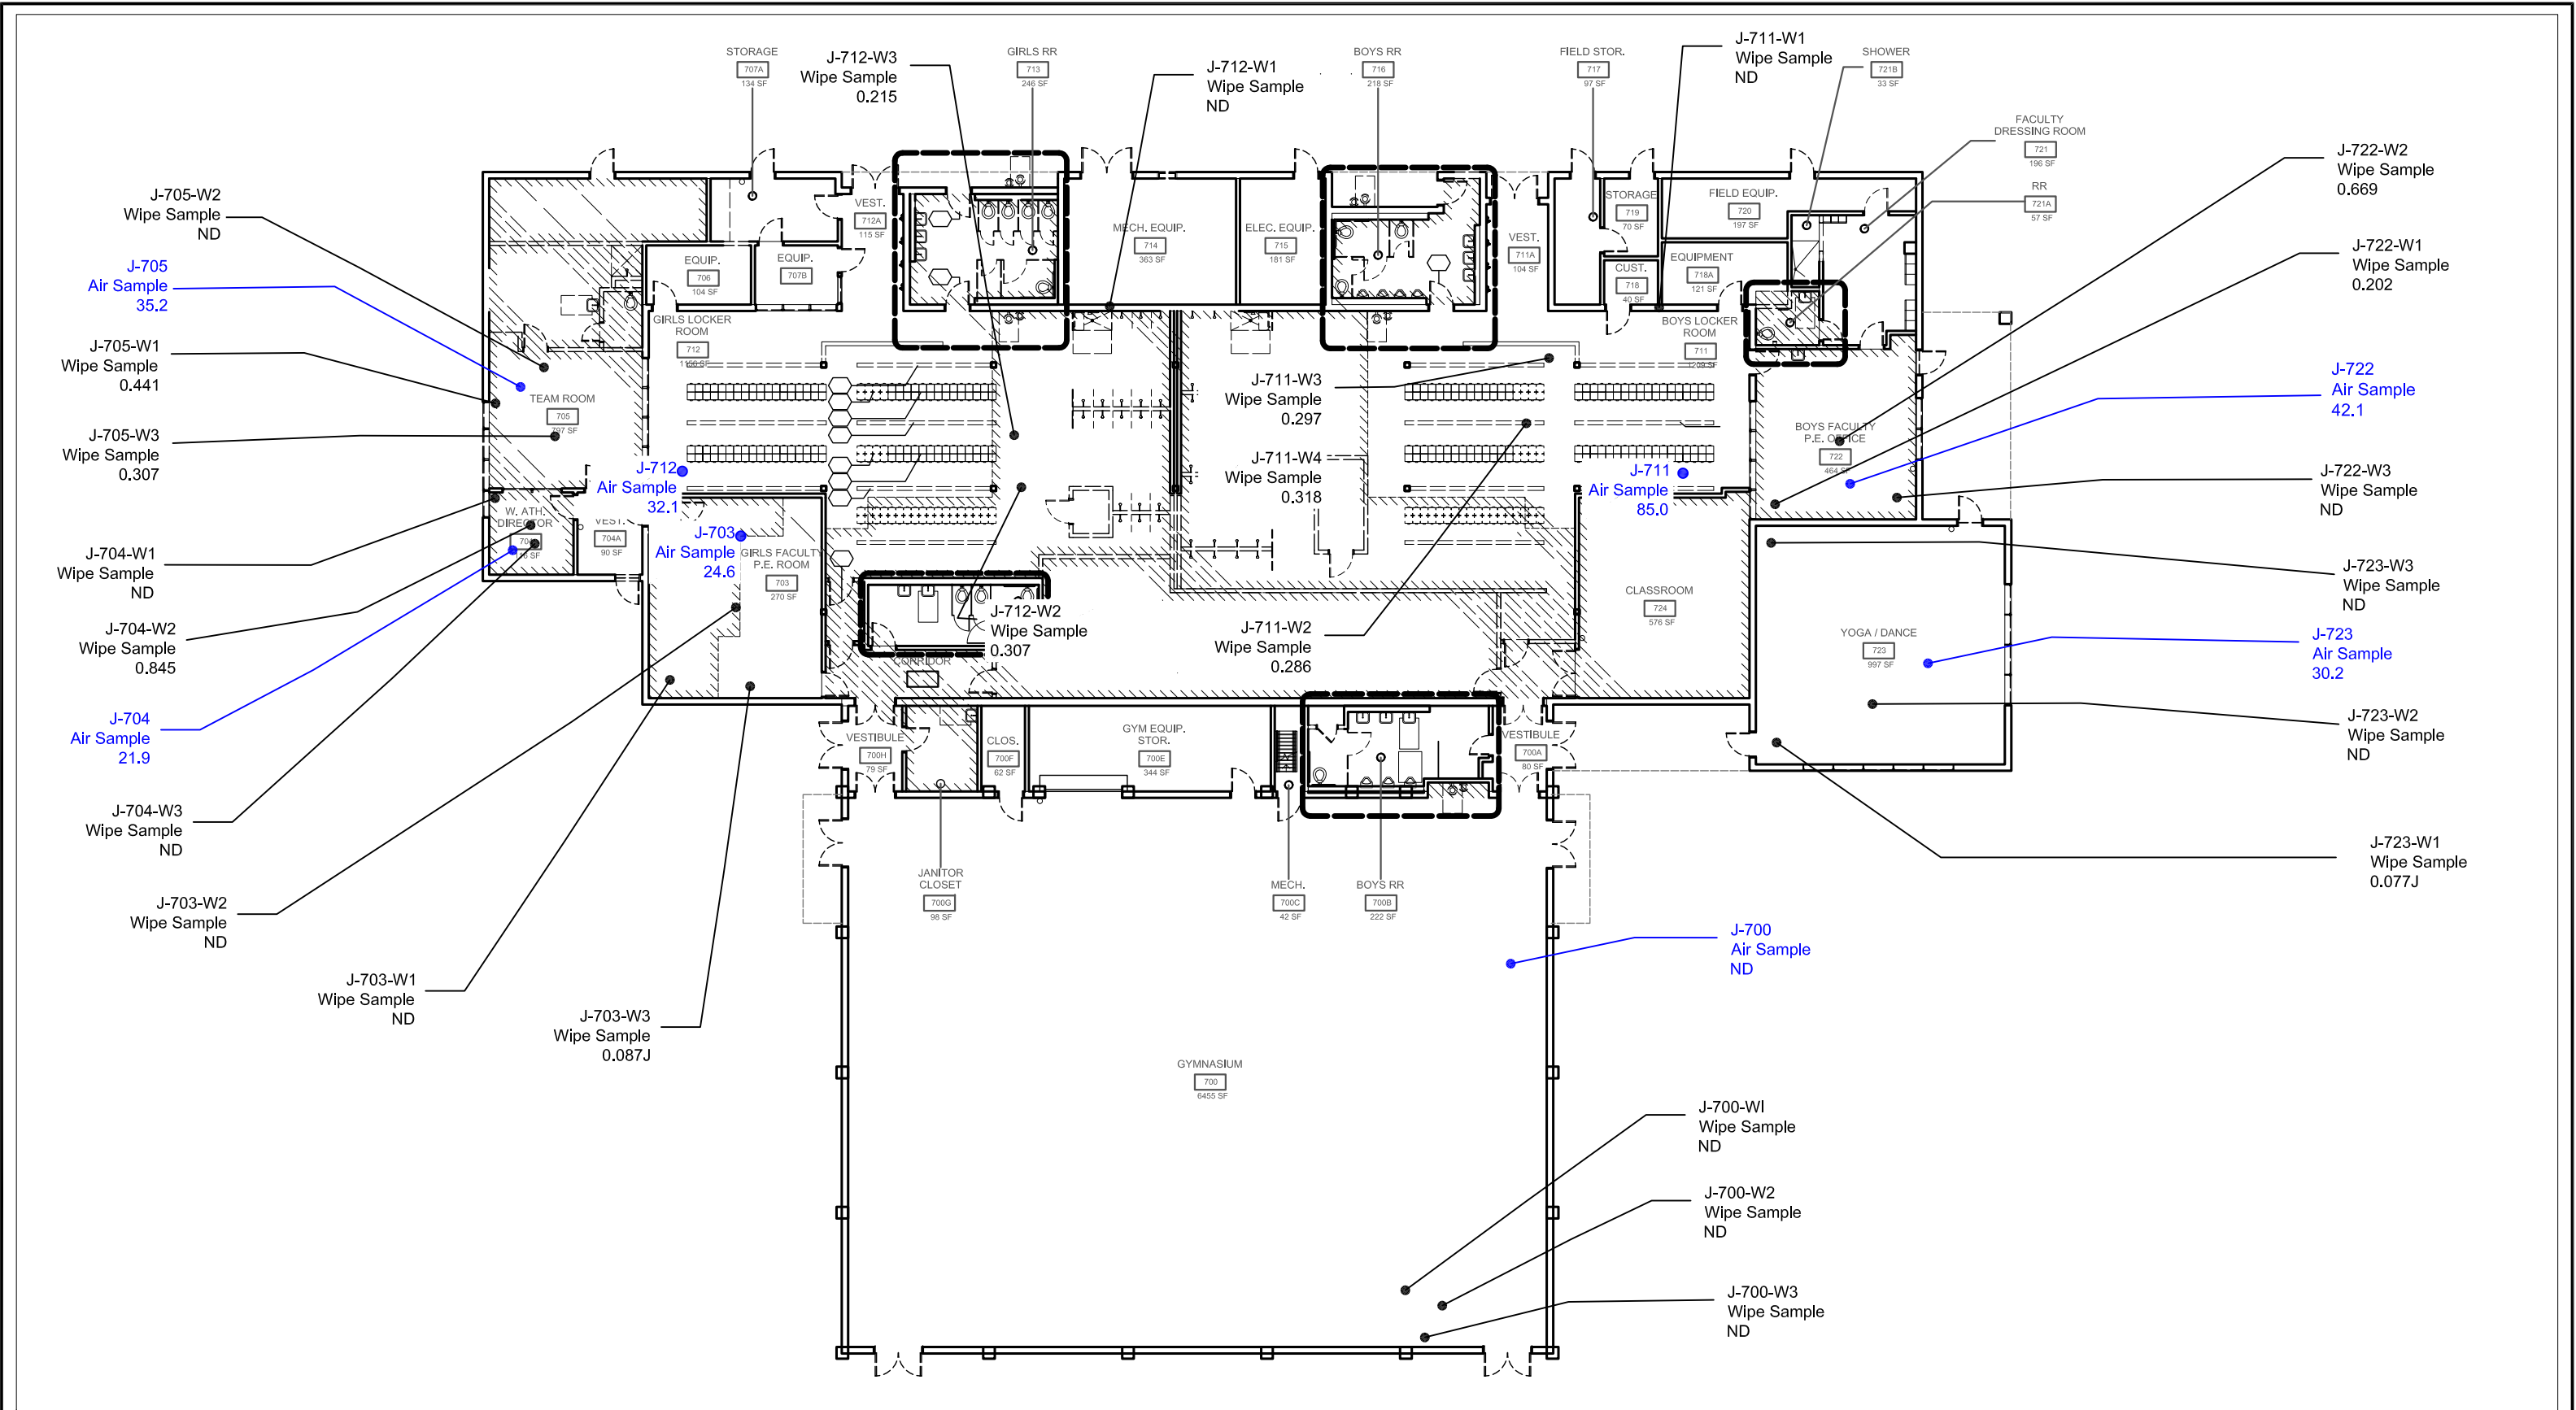 STORAGE
707A
134 SF
J-712-W3
Wipe Sample
0.215
GIRLS RR
713
246 SF
J-712-W1
Wipe Sample
ND
BOYS RR
716
218 SF
FIELD STOR.
717
97 SF
J-711-W1
Wipe Sample
ND
SHOWER
721B
33 SF
FACULTY
DRESSING ROOM
721
196 SF
RR
721A
57 SF
J-722-W2
Wipe Sample
0.669
J-722-W1
Wipe Sample
0.202
J-722
Air Sample
42.1
J-722-W3
Wipe Sample
ND
J-723-W3
Wipe Sample
ND
J-723
Air Sample
30.2
J-723-W2
Wipe Sample
ND
J-723-W1
Wipe Sample
0.077J
J-705-W2
Wipe Sample
ND
J-705
Air Sample
35.2
J-705-W1
Wipe Sample
0.441
J-705-W3
Wipe Sample
0.307
J-704-W1
Wipe Sample
ND
J-704-W2
Wipe Sample
0.845
J-704
Air Sample
21.9
J-704-W3
Wipe Sample
ND
J-703-W2
Wipe Sample
ND
J-703-W1
Wipe Sample
ND
J-703-W3
Wipe Sample
0.087J
VEST.
712A
115 SF
MECH. EQUIP.
714
363 SF
ELEC. EQUIP.
715
181 SF
VEST.
711A
104 SF
STORAGE
719
70 SF
FIELD EQUIP.
720
197 SF
EQUIP.
706
104 SF
EQUIP.
707B
CUST.
718
40 SF
EQUIPMENT
718A
121 SF
GIRLS LOCKER
ROOM
712
BOYS LOCKER
ROOM
711
TEAM ROOM
705
797 SF
J-712
Air Sample
32.1
J-711-W3
Wipe Sample
0.297
J-711-W4
Wipe Sample
0.318
J-711
Air Sample
85.0
BOYS FACULTY
P.E. OFFICE
722
464 SF
W. ATH.
DIRECTOR
VEST.
704A
90 SF
J-703
Air Sample
24.6
GIRLS FACULTY
P.E. ROOM
703
270 SF
J-712-W2
Wipe Sample
0.307
J-711-W2
Wipe Sample
0.286
CLASSROOM
724
576 SF
YOGA / DANCE
723
997 SF
CORRIDOR
VESTIBULE
700H
79 SF
CLOS.
700F
62 SF
GYM EQUIP.
STOR.
700E
344 SF
VESTIBULE
700A
80 SF
JANITOR
CLOSET
700G
98 SF
MECH.
700C
42 SF
BOYS RR
700B
222 SF
J-700
Air Sample
ND
GYMNASIUM
700
6455 SF
J-700-WI
Wipe Sample
ND
J-700-W2
Wipe Sample
ND
J-700-W3
Wipe Sample
ND